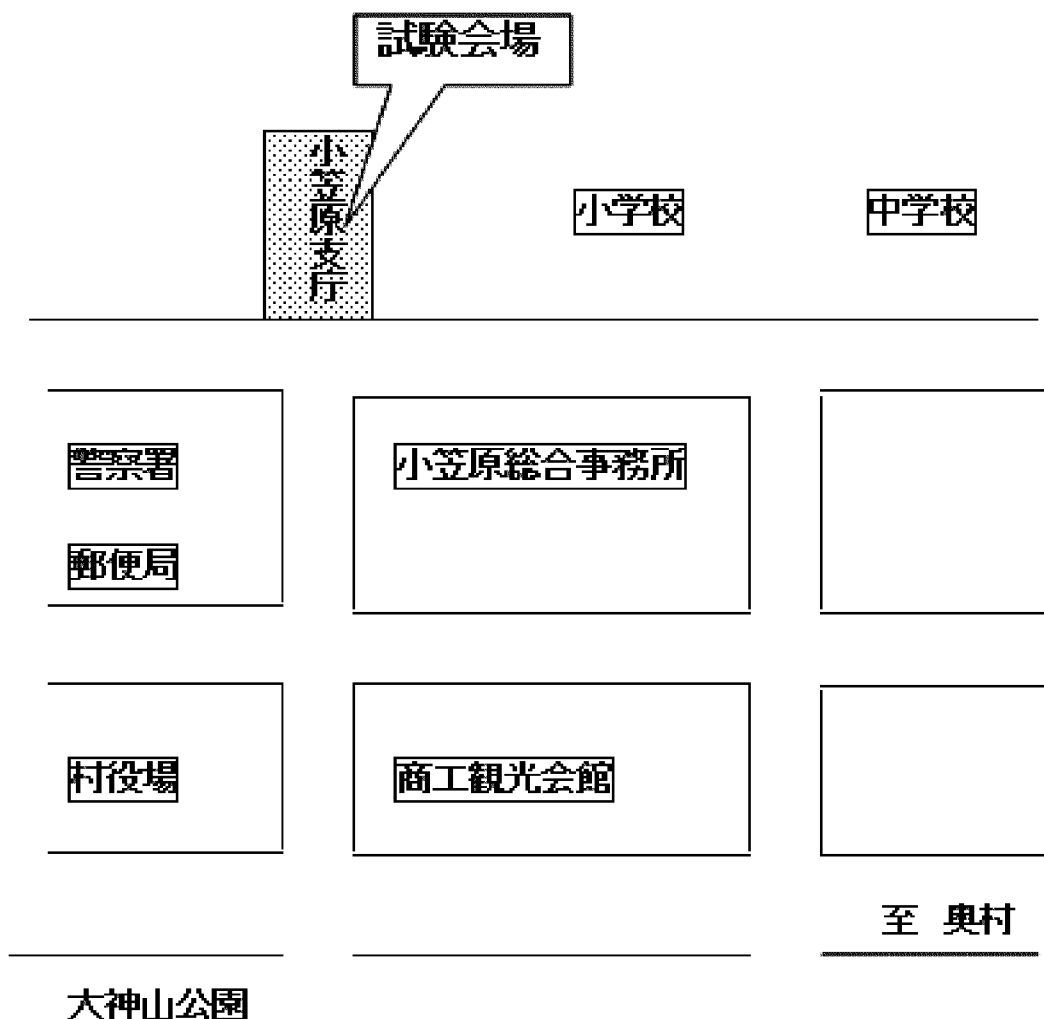 試験会場
小笠原支庁
小学校
中学校
警察署
小笠原総合事務所
郵便局
村役場
商工観光会館
至 奥村
大神山公園